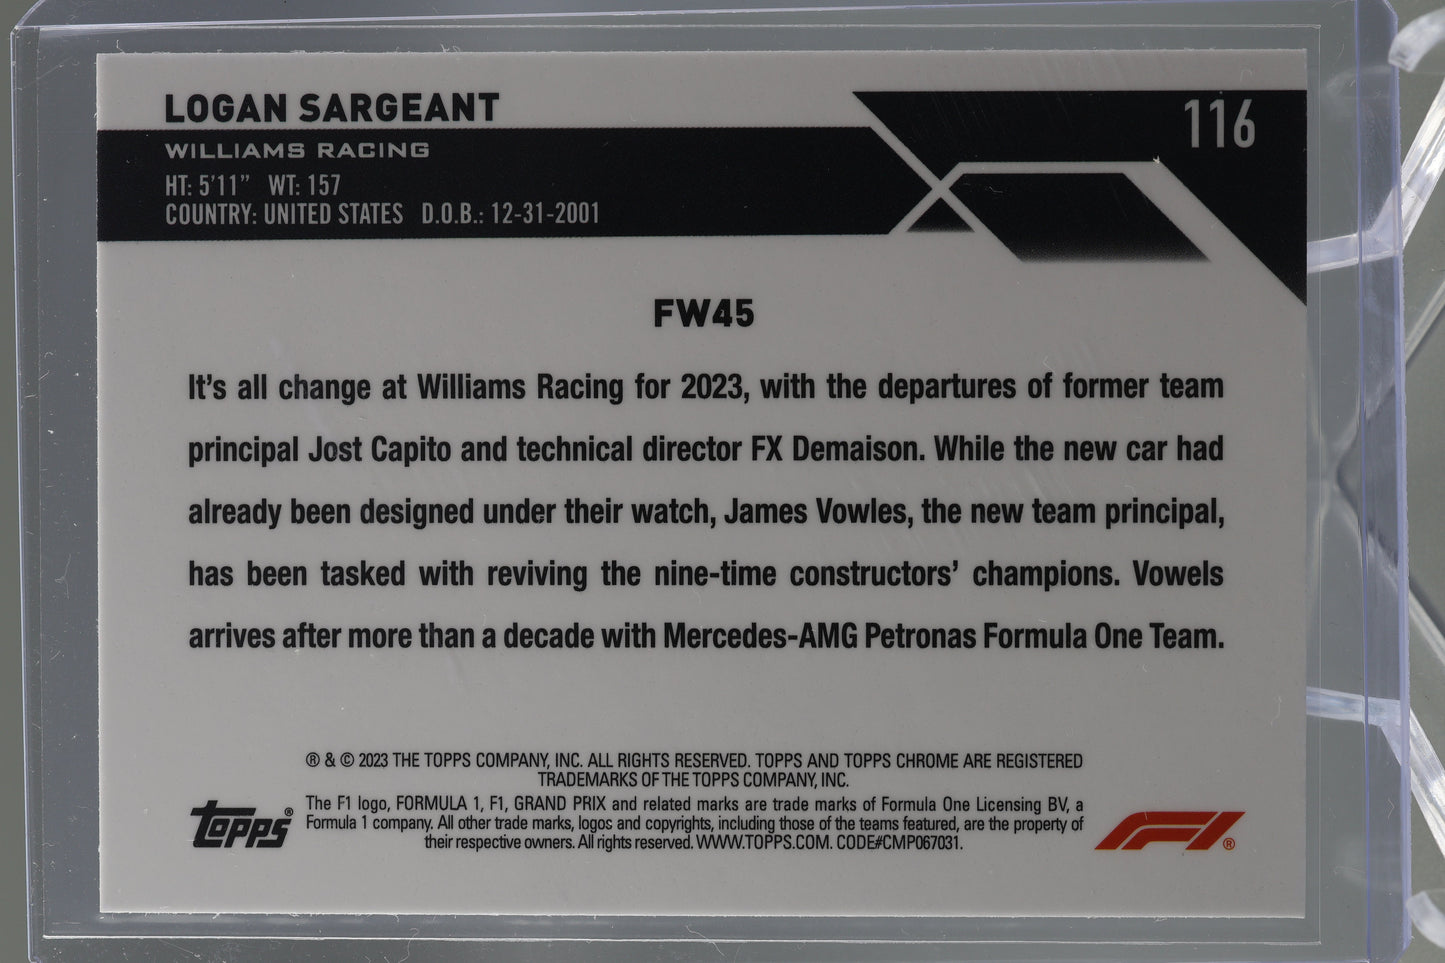 LOGAN SARGEANT
116
WILLIAMS RACING
HT: 5'11" WT: 157
COUNTRY: UNITED STATES D.O.B.: 12-31-2001
FW45
It's all change at Williams Racing for 2023, with the departures of former team
principal Jost Capito and technical director FX Demaison. While the new car had
already been designed under their watch, James Vowles, the new team principal,
has been tasked with reviving the nine-time constructors' champions. Vowels
arrives after more than a decade with Mercedes-AMG Petronas Formula One Team.
® & © 2023 THE TOPPS COMPANY, INC. ALL RIGHTS RESERVED. TOPPS AND TOPPS CHROME ARE REGISTERED
TRADEMARKS OF THE TOPPS COMPANY, INC.
The F1 logo, FORMULA 1, F1, GRAND PRIX and related marks are trade marks of Formula One Licensing BV, a
Formula 1 company. All other trade marks, logos and copyrights, including those of the teams featured, are the property of
their respective owners. All rights reserved. WWW.TOPPS.COM. CODE#CMP067031.
Topps®
F1®